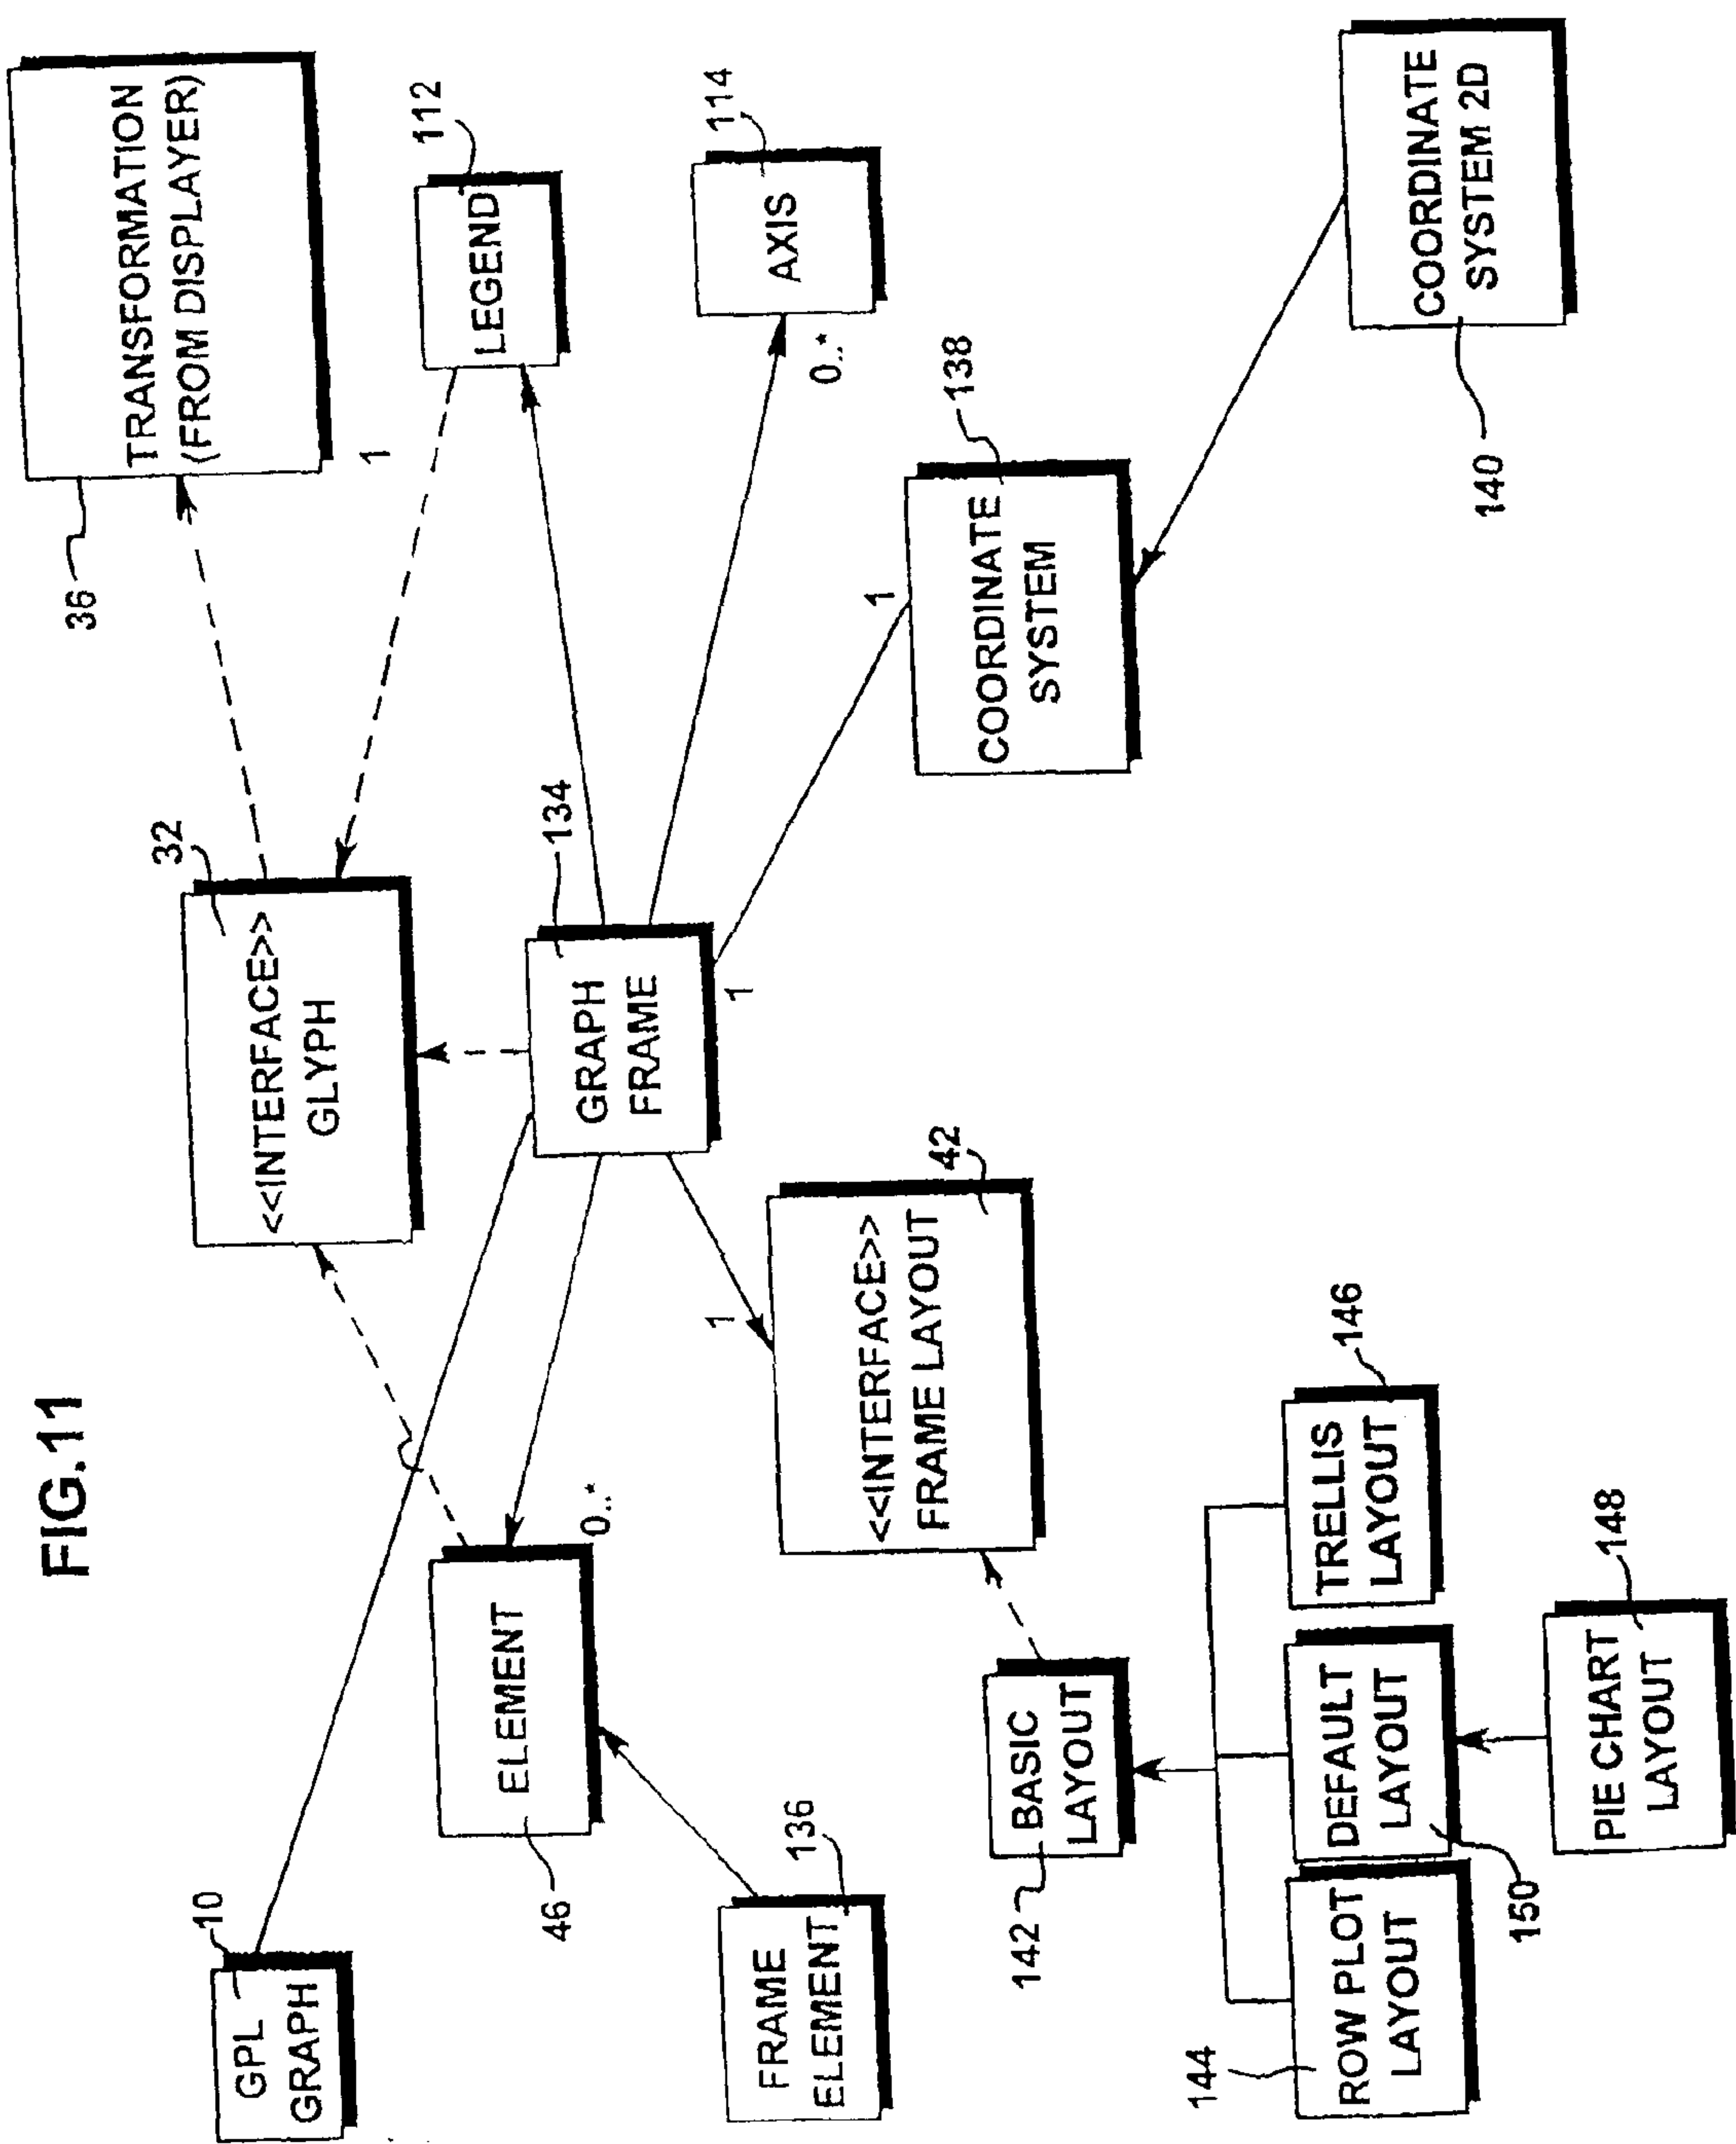 FIG.11
10
GPL
GRAPH
46
ELEMENT
0..*
136
FRAME
ELEMENT
32
<<INTERFACE>>
GLYPH
36
TRANSFORMATION
(FROM DISPLAYER)
1
112
LEGEND
134
GRAPH
FRAME
1
114
AXIS
0..*
138
COORDINATE
SYSTEM
1
140
COORDINATE
SYSTEM 2D
42
<<INTERFACE>>
FRAME LAYOUT
1
142
BASIC
LAYOUT
144
ROW PLOT
LAYOUT
150
DEFAULT
LAYOUT
146
TRELLIS
LAYOUT
148
PIE CHART
LAYOUT